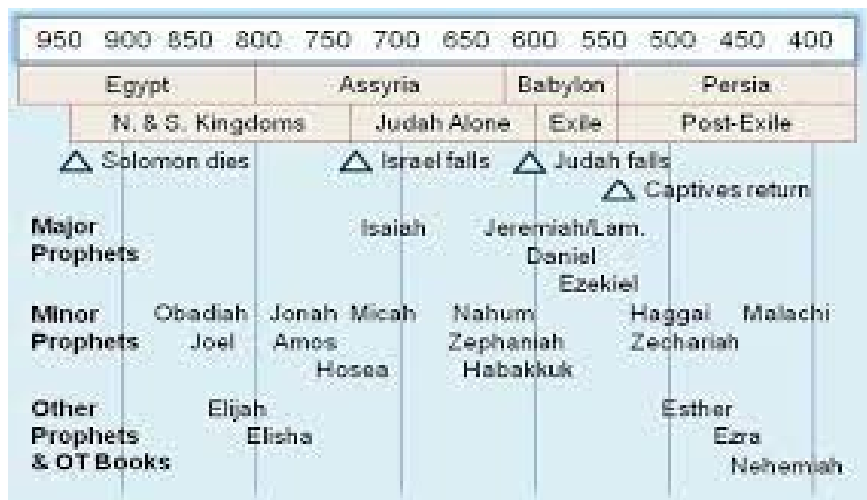 950 900 850 800 750 700 650 600 550 500 450 400
Egypt Assyria Babylon Persia
N. & S. Kingdoms Judah Alone Exile Post-Exile
Solomon dies Israel falls Judah falls
Captives return
Major Isaiah Jeremiah/Lam.
Prophets Daniel
Ezekiel
Minor Obadiah Jonah Micah Nahum Haggai Malachi
Prophets Joel Amos Zephaniah Zechariah
Hosea Habakkuk
Other Elijah Esther
Prophets Elisha Ezra
& OT Books Nehemiah